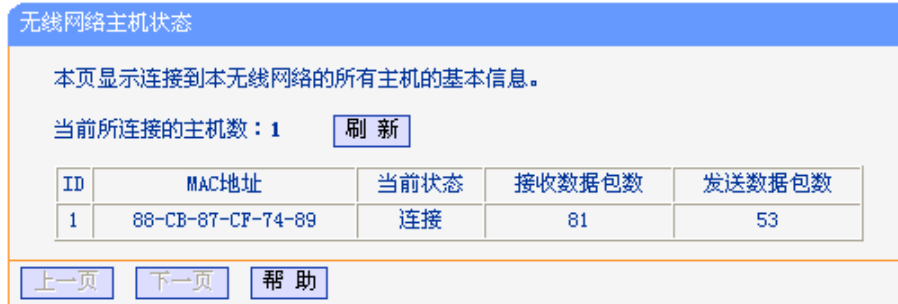 无线网络主机状态
本页显示连接到本无线网络的所有主机的基本信息。
当前所连接的主机数：1 刷 新
ID MAC地址 当前状态 接收数据包数 发送数据包数
1 88-CB-87-CF-74-89 连接 81 53
上一页 下一页 帮 助